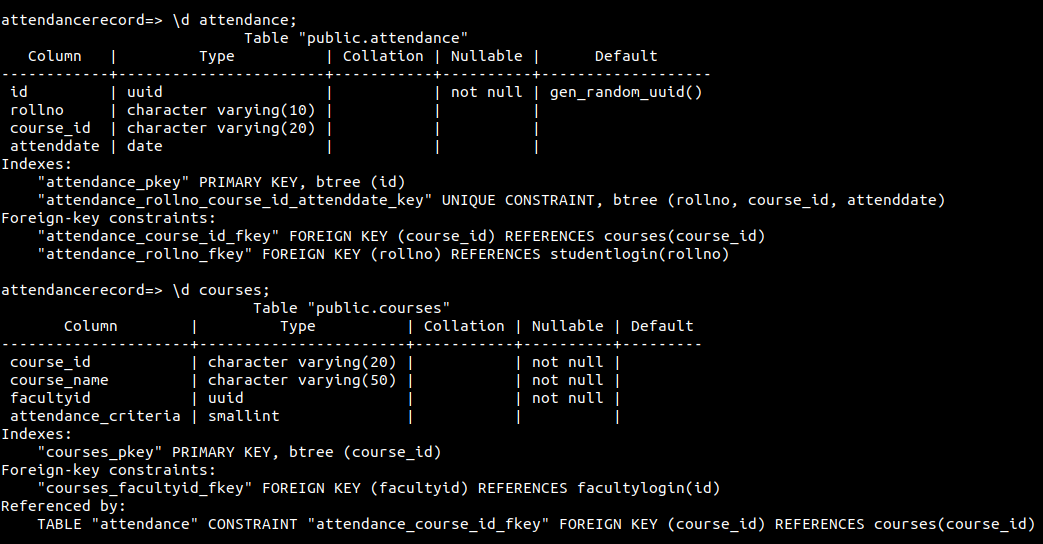 attendancerecord=> \d attendance;
                           Table "public.attendance"
   Column   |         Type          | Collation | Nullable |      Default
------------+-----------------------+-----------+----------+-------------------
 id         | uuid                  |           | not null | gen_random_uuid()
 rollno     | character varying(10) |           |          |
 course_id  | character varying(20) |           |          |
 attenddate | date                  |           |          |
Indexes:
    "attendance_pkey" PRIMARY KEY, btree (id)
    "attendance_rollno_course_id_attenddate_key" UNIQUE CONSTRAINT, btree (rollno, course_id, attenddate)
Foreign-key constraints:
    "attendance_course_id_fkey" FOREIGN KEY (course_id) REFERENCES courses(course_id)
    "attendance_rollno_fkey" FOREIGN KEY (rollno) REFERENCES studentlogin(rollno)

attendancerecord=> \d courses;
                            Table "public.courses"
       Column        |         Type          | Collation | Nullable | Default
---------------------+-----------------------+-----------+----------+---------
 course_id           | character varying(20) |           | not null |
 course_name         | character varying(50) |           | not null |
 facultyid           | uuid                  |           | not null |
 attendance_criteria | smallint              |           |          |
Indexes:
    "courses_pkey" PRIMARY KEY, btree (course_id)
Foreign-key constraints:
    "courses_facultyid_fkey" FOREIGN KEY (facultyid) REFERENCES facultylogin(id)
Referenced by:
    TABLE "attendance" CONSTRAINT "attendance_course_id_fkey" FOREIGN KEY (course_id) REFERENCES courses(course_id)